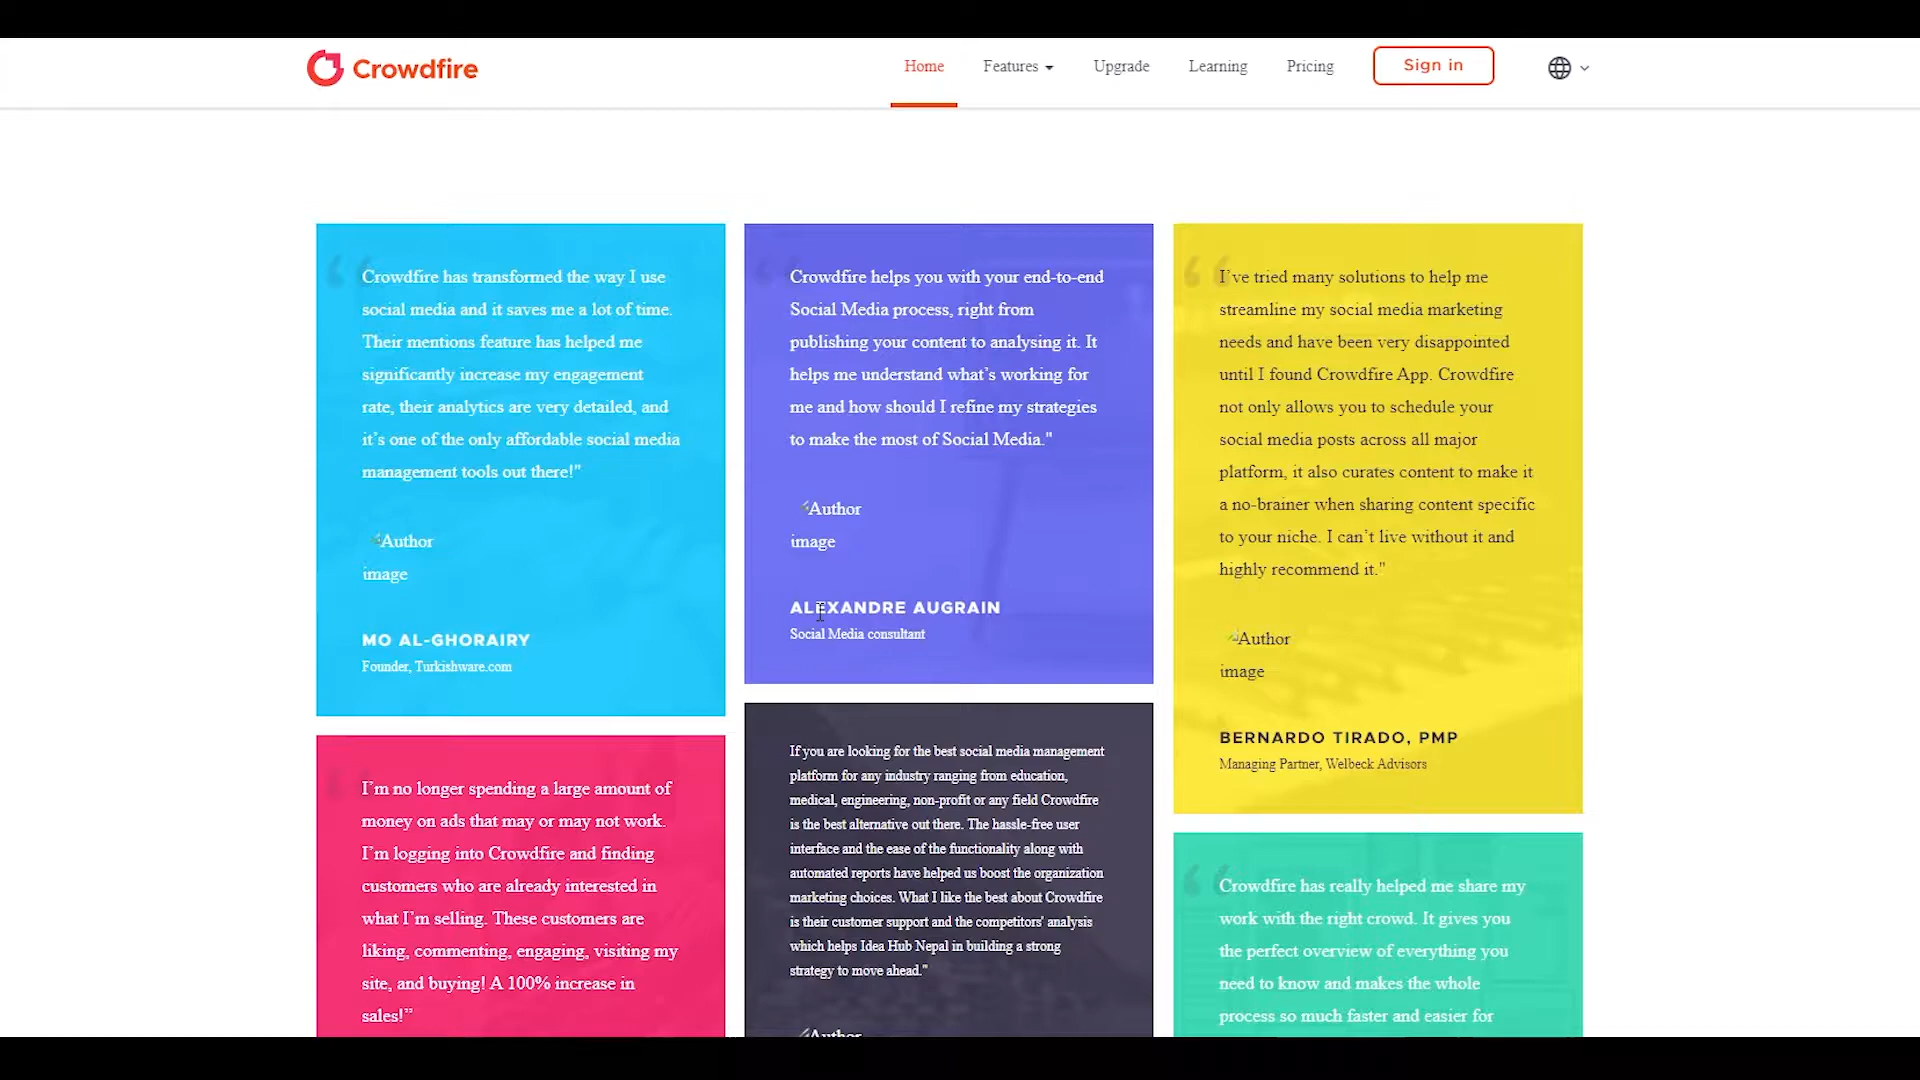 Crowdfire
Home
Features
Upgrade
Learning
Pricing
Sign in
Crowdfire has transformed the way I use
social media and it saves me a lot of time.
Their mentions feature has helped me
significantly increase my engagement
rate, their analytics are very detailed, and
it’s one of the only affordable social media
management tools out there!"
Author
image
MO AL-GHORAIRY
Founder, Turkishware.com
I’m no longer spending a large amount of
money on ads that may or may not work.
I’m logging into Crowdfire and finding
customers who are already interested in
what I’m selling. These customers are
liking, commenting, engaging, visiting my
site, and buying! A 100% increase in
sales!”
Crowdfire helps you with your end-to-end
Social Media process, right from
publishing your content to analysing it. It
helps me understand what’s working for
me and how should I refine my strategies
to make the most of Social Media."
Author
image
ALEXANDRE AUGRAIN
Social Media consultant
If you are looking for the best social media management
platform for any industry ranging from education,
medical, engineering, non-profit or any field Crowdfire
is the best alternative out there. The hassle-free user
interface and the ease of the functionality along with
automated reports have helped us boost the organization
marketing choices. What I like the best about Crowdfire
is their customer support and the competitors' analysis
which helps Idea Hub Nepal in building a strong
strategy to move ahead."
Author
I’ve tried many solutions to help me
streamline my social media marketing
needs and have been very disappointed
until I found Crowdfire App. Crowdfire
not only allows you to schedule your
social media posts across all major
platform, it also curates content to make it
a no-brainer when sharing content specific
to your niche. I can’t live without it and
highly recommend it."
Author
image
BERNARDO TIRADO, PMP
Managing Partner, Welbeck Advisors
Crowdfire has really helped me share my
work with the right crowd. It gives you
the perfect overview of everything you
need to know and makes the whole
process so much faster and easier for